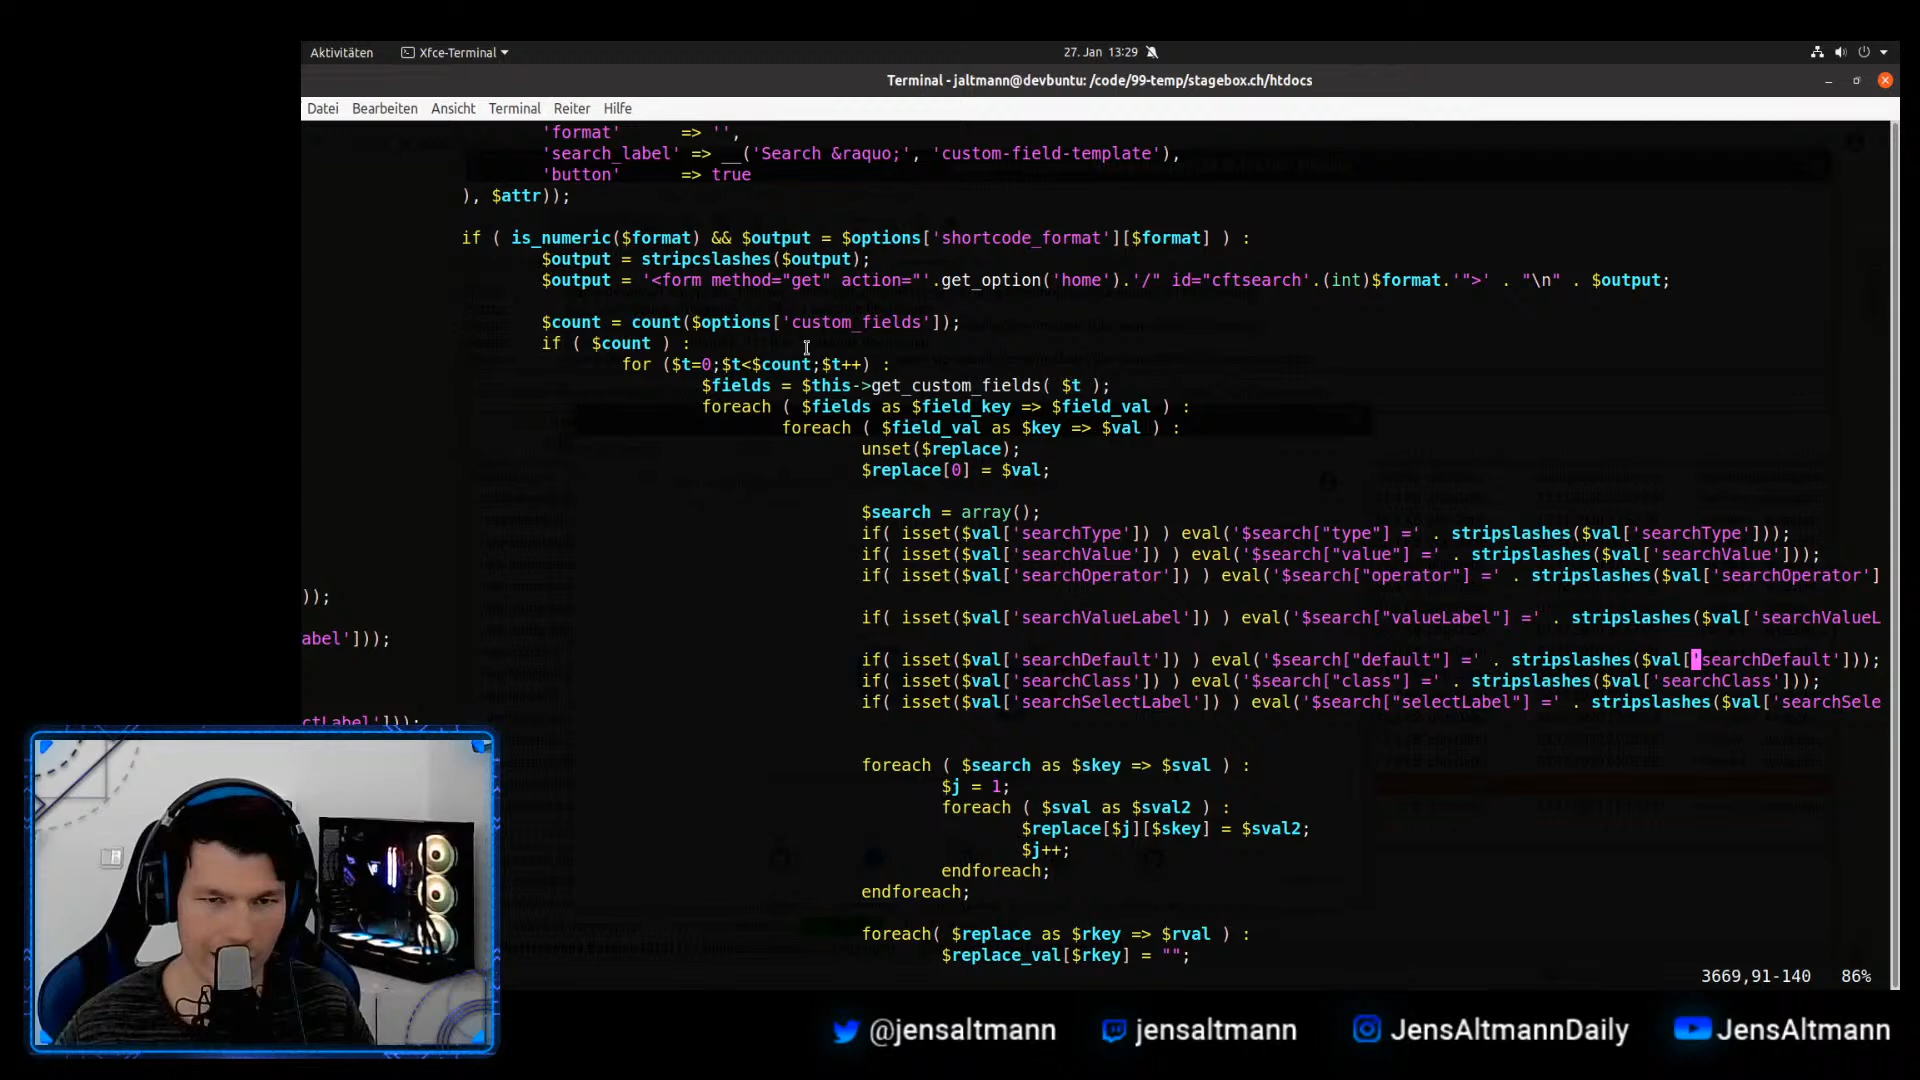 Aktivitäten
Xfce-Terminal
27. Jan 13:29
Terminal - jaltmann@devbuntu: /code/99-temp/stagebox.ch/htdocs
Datei Bearbeiten Ansicht Terminal Reiter Hilfe
'format' => '',
'search_label' => __('Search &raquo;', 'custom-field-template'),
'button' => true
), $attr));
if ( is_numeric($format) && $output = $options['shortcode_format'][$format] ) :
$output = stripcslashes($output);
$output = '<form method="get" action="'.get_option('home').'/" id="cftsearch'.(int)$format.'">' . "\n" . $output;
$count = count($options['custom_fields']);
if ( $count ) :
for ($t=0;$t<$count;$t++) :
$fields = $this->get_custom_fields( $t );
foreach ( $fields as $field_key => $field_val ) :
foreach ( $field_val as $key => $val ) :
unset($replace);
$replace[0] = $val;
$search = array();
if( isset($val['searchType']) ) eval('$search["type"] =' . stripslashes($val['searchType']));
if( isset($val['searchValue']) ) eval('$search["value"] =' . stripslashes($val['searchValue']));
if( isset($val['searchOperator']) ) eval('$search["operator"] =' . stripslashes($val['searchOperator']
));
if( isset($val['searchValueLabel']) ) eval('$search["valueLabel"] =' . stripslashes($val['searchValueL
abel']));
if( isset($val['searchDefault']) ) eval('$search["default"] =' . stripslashes($val['searchDefault']));
if( isset($val['searchClass']) ) eval('$search["class"] =' . stripslashes($val['searchClass']));
if( isset($val['searchSelectLabel']) ) eval('$search["selectLabel"] =' . stripslashes($val['searchSele
ctLabel']));
foreach ( $search as $skey => $sval ) :
$j = 1;
foreach ( $sval as $sval2 ) :
$replace[$j][$skey] = $sval2;
$j++;
endforeach;
endforeach;
foreach( $replace as $rkey => $rval ) :
$replace_val[$rkey] = "";
3669,91-140 86%
@jensaltmann jensaltmann JensAltmannDaily JensAltmann